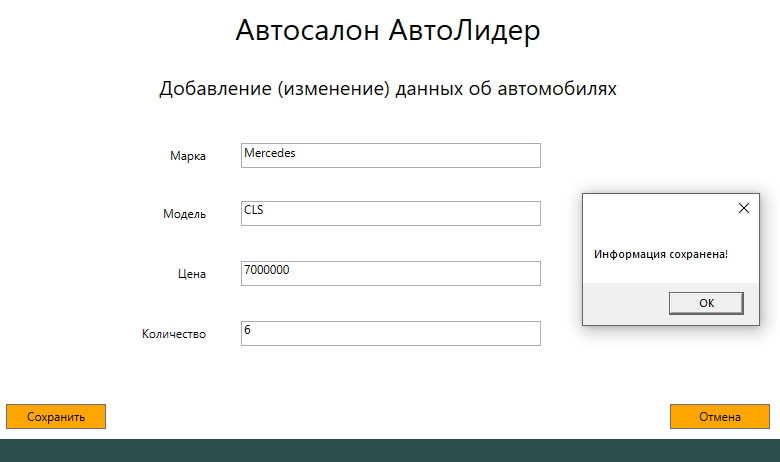 Автосалон АвтоЛидер
Добавление (изменение) данных об автомобилях
Марка Mercedes
Модель CLS
Информация сохранена!
Цена 7000000
OK
Количество 6
Сохранить Отмена